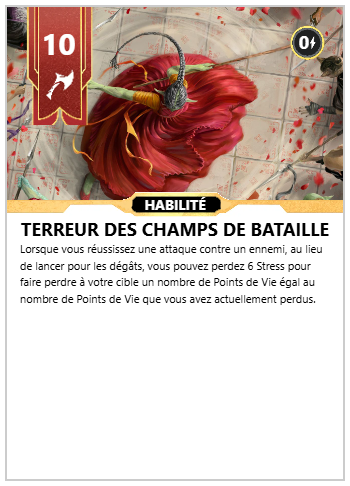 10
0
HABILITÉ
TERREUR DES CHAMPS DE BATAILLE
Lorsque vous réussissez une attaque contre un ennemi, au lieu
de lancer pour les dégâts, vous pouvez perdez 6 Stress pour
faire perdre à votre cible un nombre de Points de Vie égal au
nombre de Points de Vie que vous avez actuellement perdus.